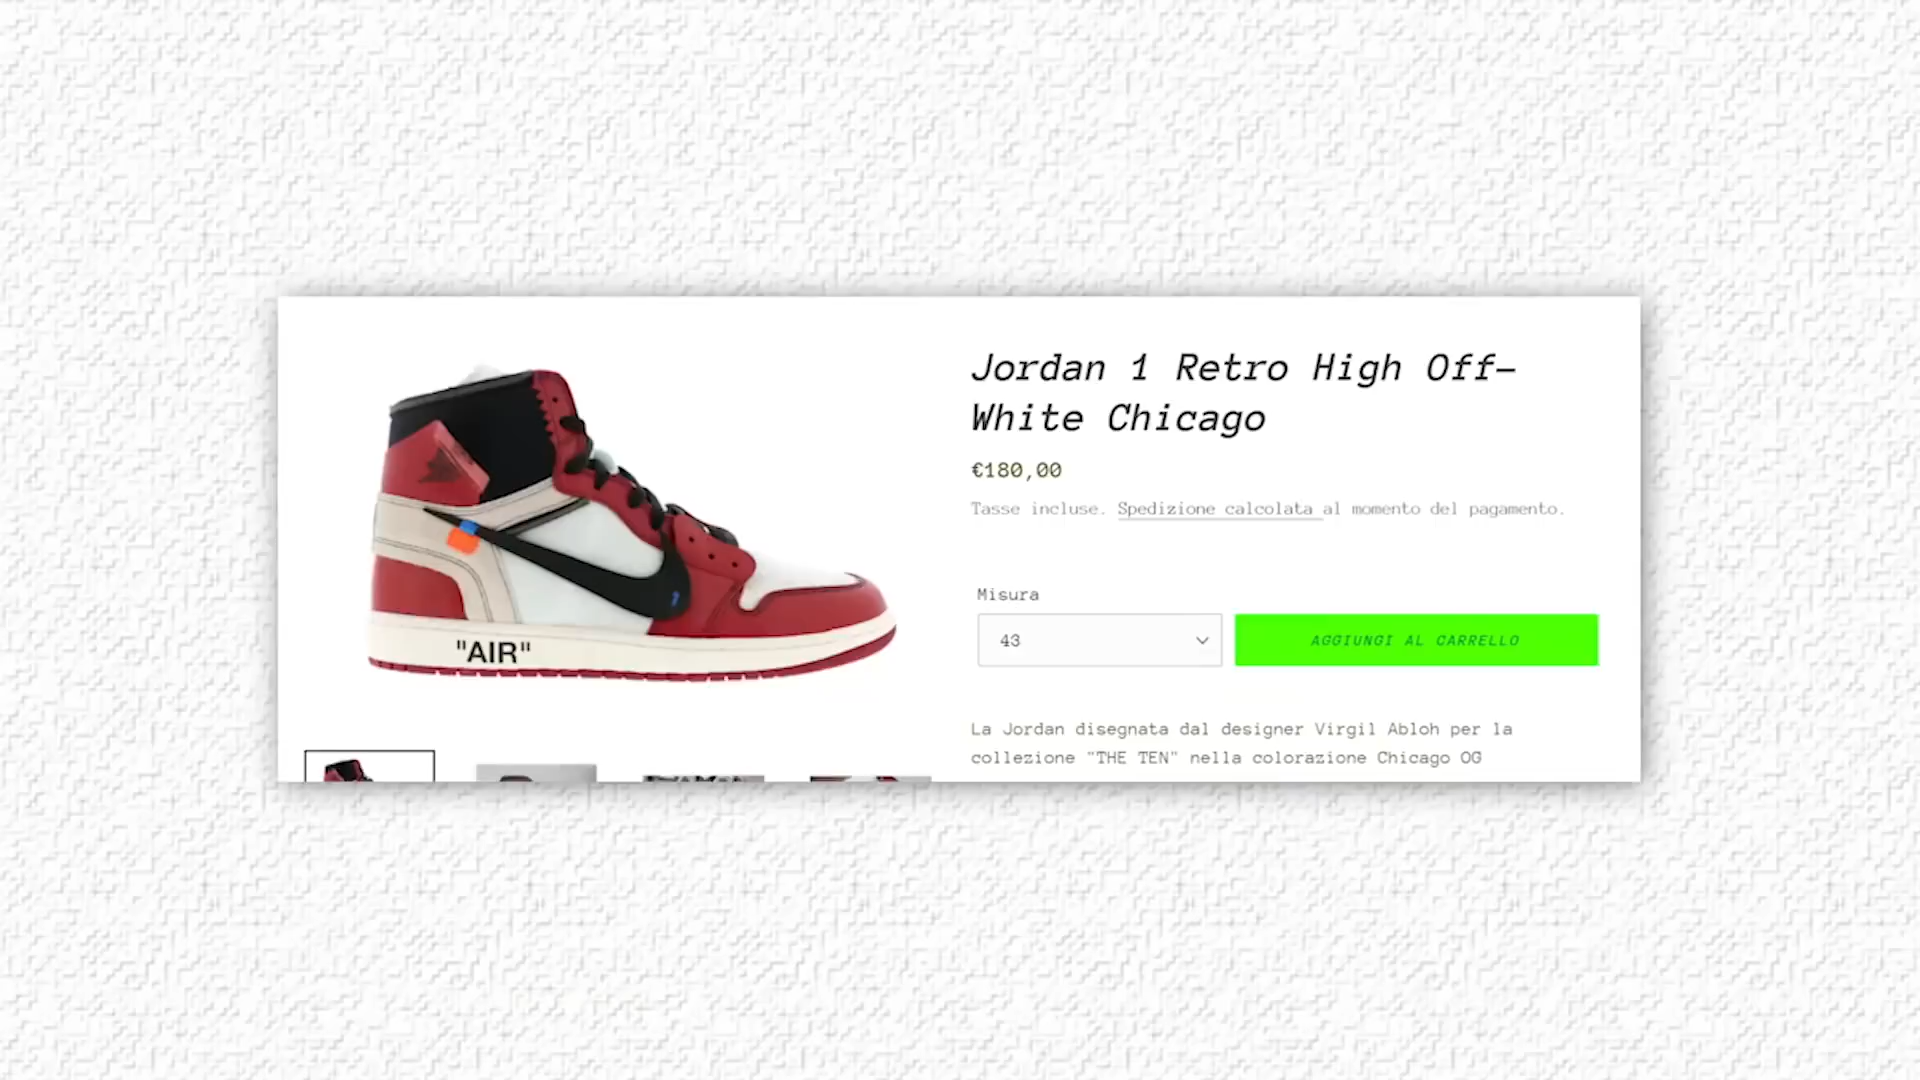 Jordan 1 Retro High Off-
White Chicago
€180,00
Tasse incluse. Spedizione calcolata al momento del pagamento.
Misura
43
AGGIUNGI AL CARRELLO
"AIR"
La Jordan disegnata dal designer Virgil Abloh per la
collezione "THE TEN" nella colorazione Chicago OG